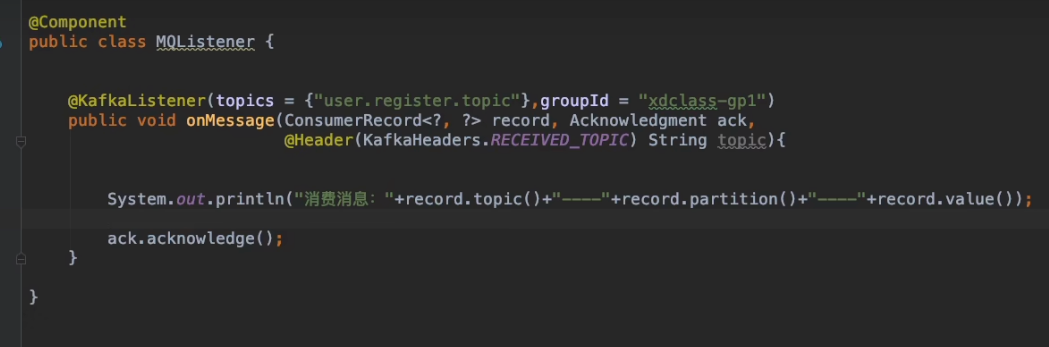 @Component
public class MQListener {
@KafkaListener(topics = {"user.register.topic"},groupId = "xdclass-gp1")
public void onMessage(ConsumerRecord<?, ?> record, Acknowledgment ack,
@Header(KafkaHeaders.RECEIVED_TOPIC) String topic){
System.out.println("消费消息："+record.topic()+"----"+record.partition()+"----"+record.value());
ack.acknowledge();
}
}